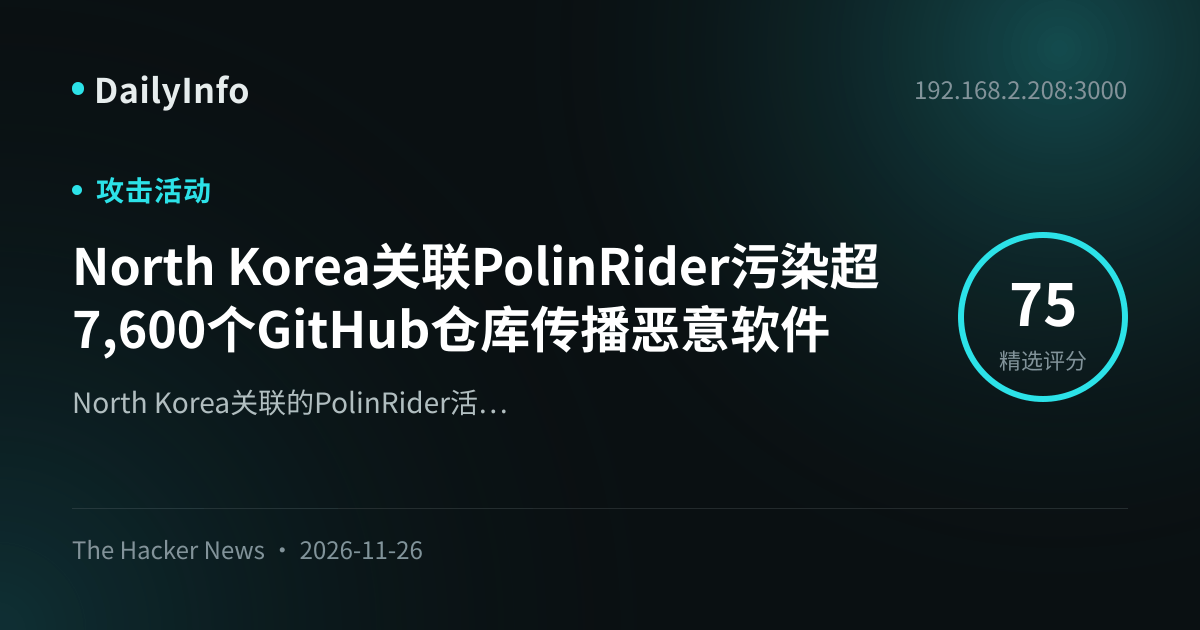 DailyInfo
192.168.2.208:3000
攻击活动
North Korea关联PolinRider污染超
7,600个GitHub仓库传播恶意软件
75
精选评分
North Korea关联的PolinRider活…
The Hacker News · 2026-11-26